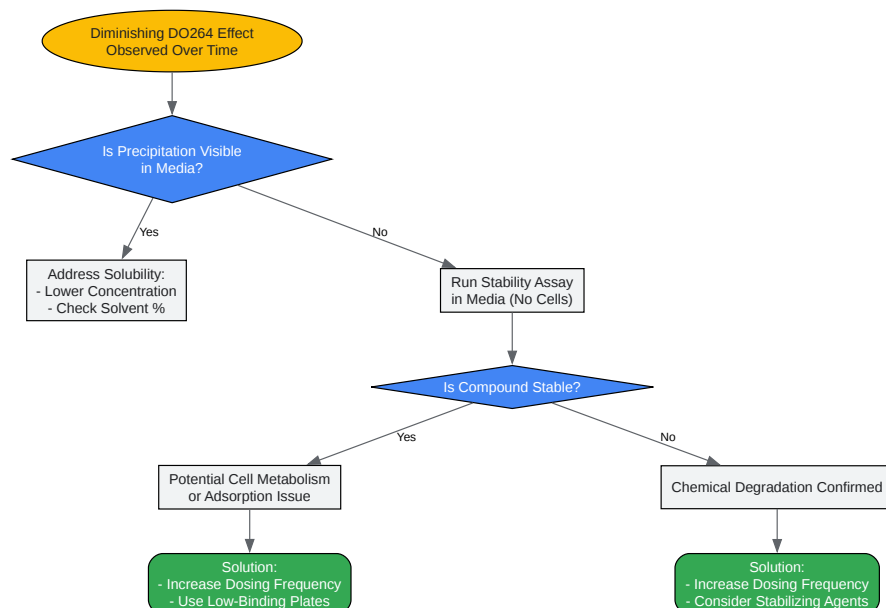 Diminishing DO264 Effect
Observed Over Time
Is Precipitation Visible
in Media?
Yes
No
Address Solubility:
- Lower Concentration
- Check Solvent %
Run Stability Assay
in Media (No Cells)
Is Compound Stable?
Yes
No
Potential Cell Metabolism
or Adsorption Issue
Chemical Degradation Confirmed
Solution:
- Increase Dosing Frequency
- Use Low-Binding Plates
Solution:
- Increase Dosing Frequency
- Consider Stabilizing Agents